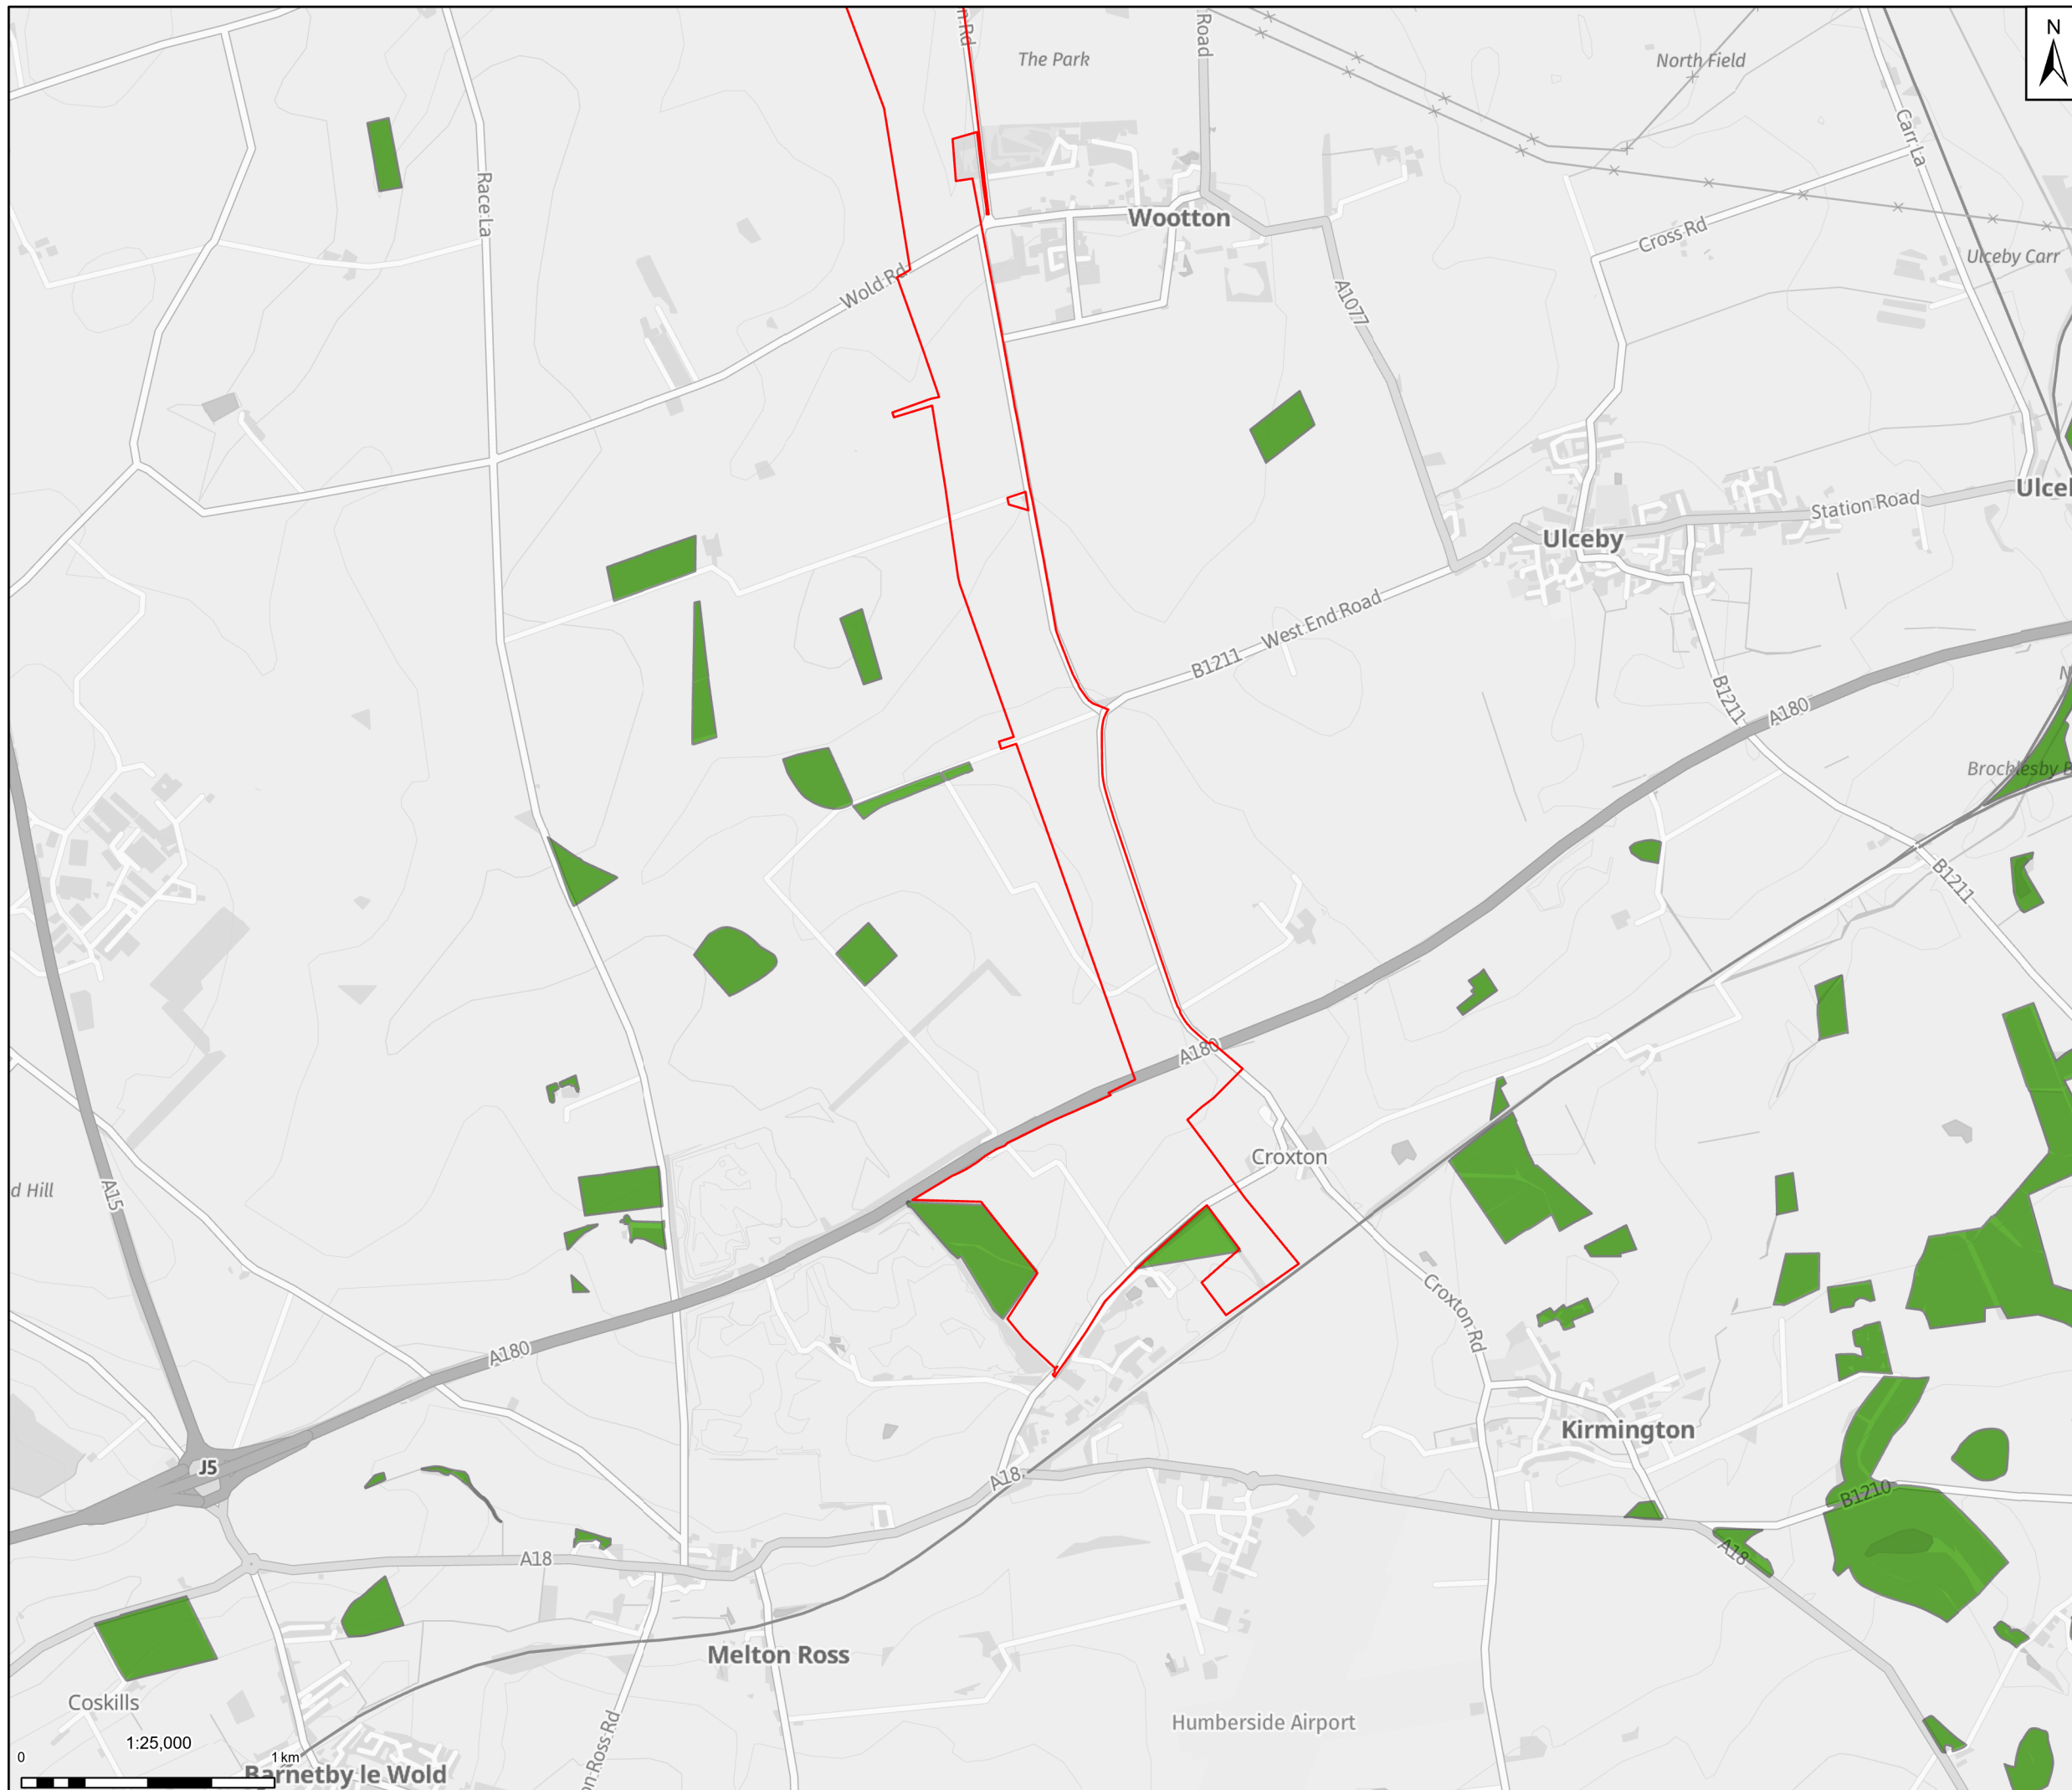 N
The Park
Road
North Field
Carr La
Race La
Wootton
Cross Rd
Ulceby Carr
Wold Rd
A1077
Station Road
Ulceby
West End Road
B1211
B1211
A180
B1211
A180
Croxton
A15
d Hill
Croxton Rd
A180
Kirmington
J5
A18
B1210
A18
A18
Melton Ross
Coskills
Humberside Airport
1:25,000
0
1 km
Barnetby le Wold
on Ross Rd